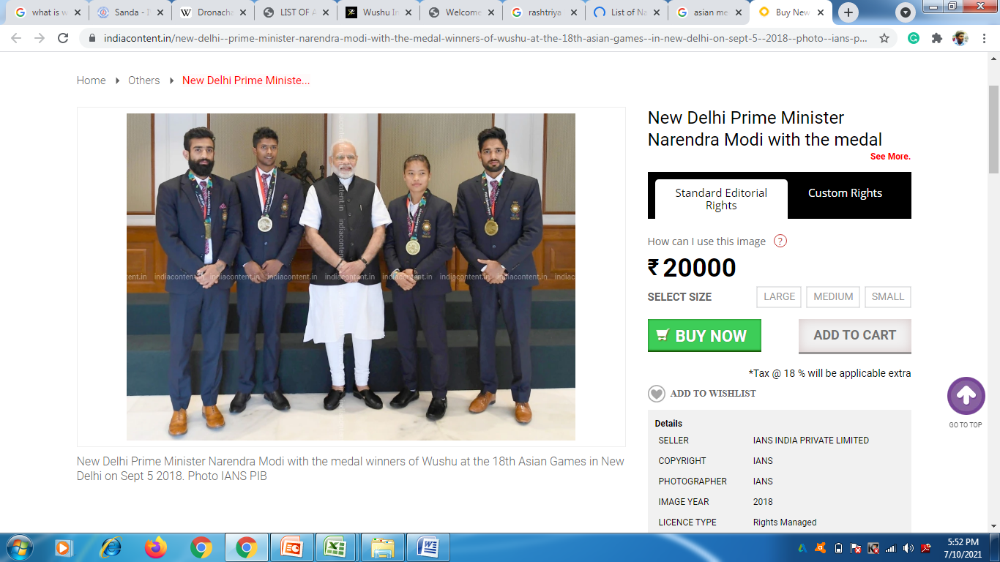 what is w
Sanda - I
Dronacha
LIST OF A
Wushu In
Welcome
rashtriya
List of Na
asian me
Buy New
indiacontent.in/new-delhi--prime-minister-narendra-modi-with-the-medal-winners-of-wushu-at-the-18th-asian-games--in-new-delhi-on-sept-5--2018--photo--ians-p...
Home
Others
New Delhi Prime Ministe...
indiacontent.in indiacontent.in indiacontent.in indiacontent.in indiacontent.in indiacontent.in
New Delhi Prime Minister Narendra Modi with the medal winners of Wushu at the 18th Asian Games in New
Delhi on Sept 5 2018. Photo IANS PIB
New Delhi Prime Minister
Narendra Modi with the medal
See More.
Standard Editorial
Rights
Custom Rights
How can I use this image ?
₹ 20000
SELECT SIZE
LARGE
MEDIUM
SMALL
BUY NOW
ADD TO CART
*Tax @ 18 % will be applicable extra
ADD TO WISHLIST
Details
SELLER IANS INDIA PRIVATE LIMITED
COPYRIGHT IANS
PHOTOGRAPHER IANS
IMAGE YEAR 2018
LICENCE TYPE Rights Managed
GO TO TOP
5:52 PM
7/10/2021